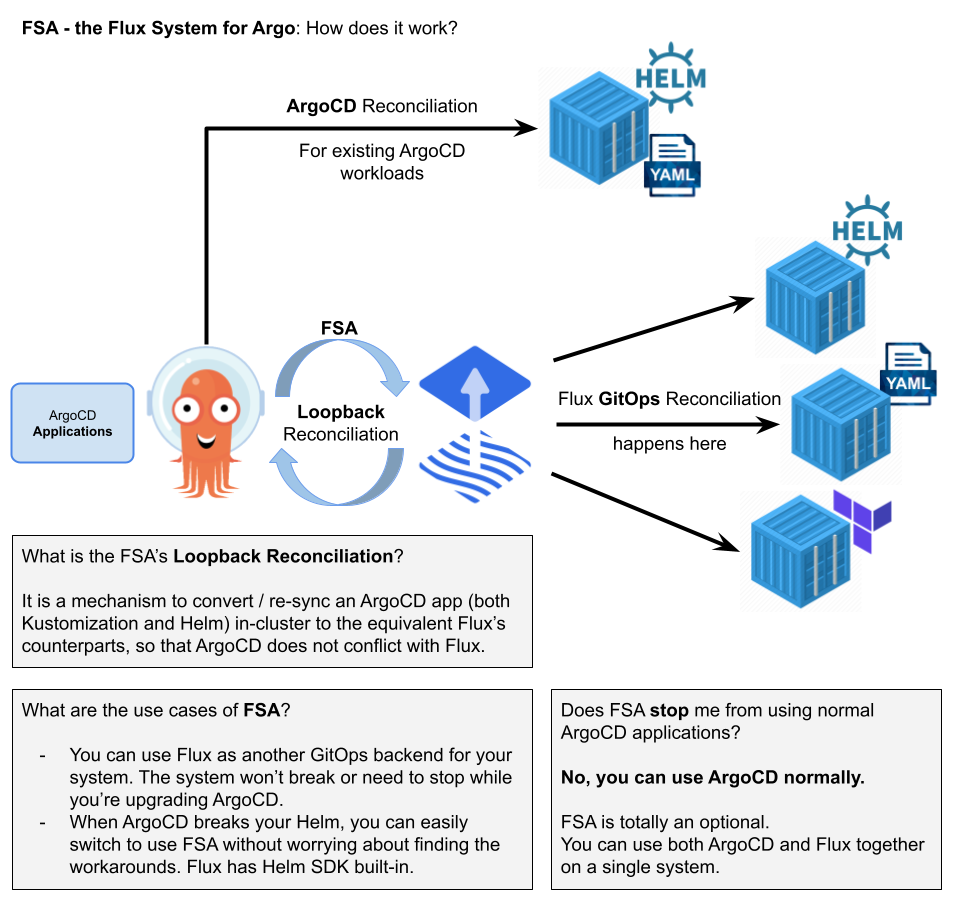 FSA - the Flux System for Argo: How does it work?
HELM
ArgoCD Reconciliation
For existing ArgoCD
workloads
YAML
HELM
FSA
YAML
ArgoCD
Applications
Loopback
Reconciliation
Flux GitOps Reconciliation
happens here
What is the FSA’s Loopback Reconciliation?
It is a mechanism to convert / re-sync an ArgoCD app (both
Kustomization and Helm) in-cluster to the equivalent Flux’s
counterparts, so that ArgoCD does not conflict with Flux.
What are the use cases of FSA?
- You can use Flux as another GitOps backend for your
system. The system won’t break or need to stop while
you’re upgrading ArgoCD.
- When ArgoCD breaks your Helm, you can easily
switch to use FSA without worrying about finding the
workarounds. Flux has Helm SDK built-in.
Does FSA stop me from using normal
ArgoCD applications?
No, you can use ArgoCD normally.
FSA is totally an optional.
You can use both ArgoCD and Flux together
on a single system.